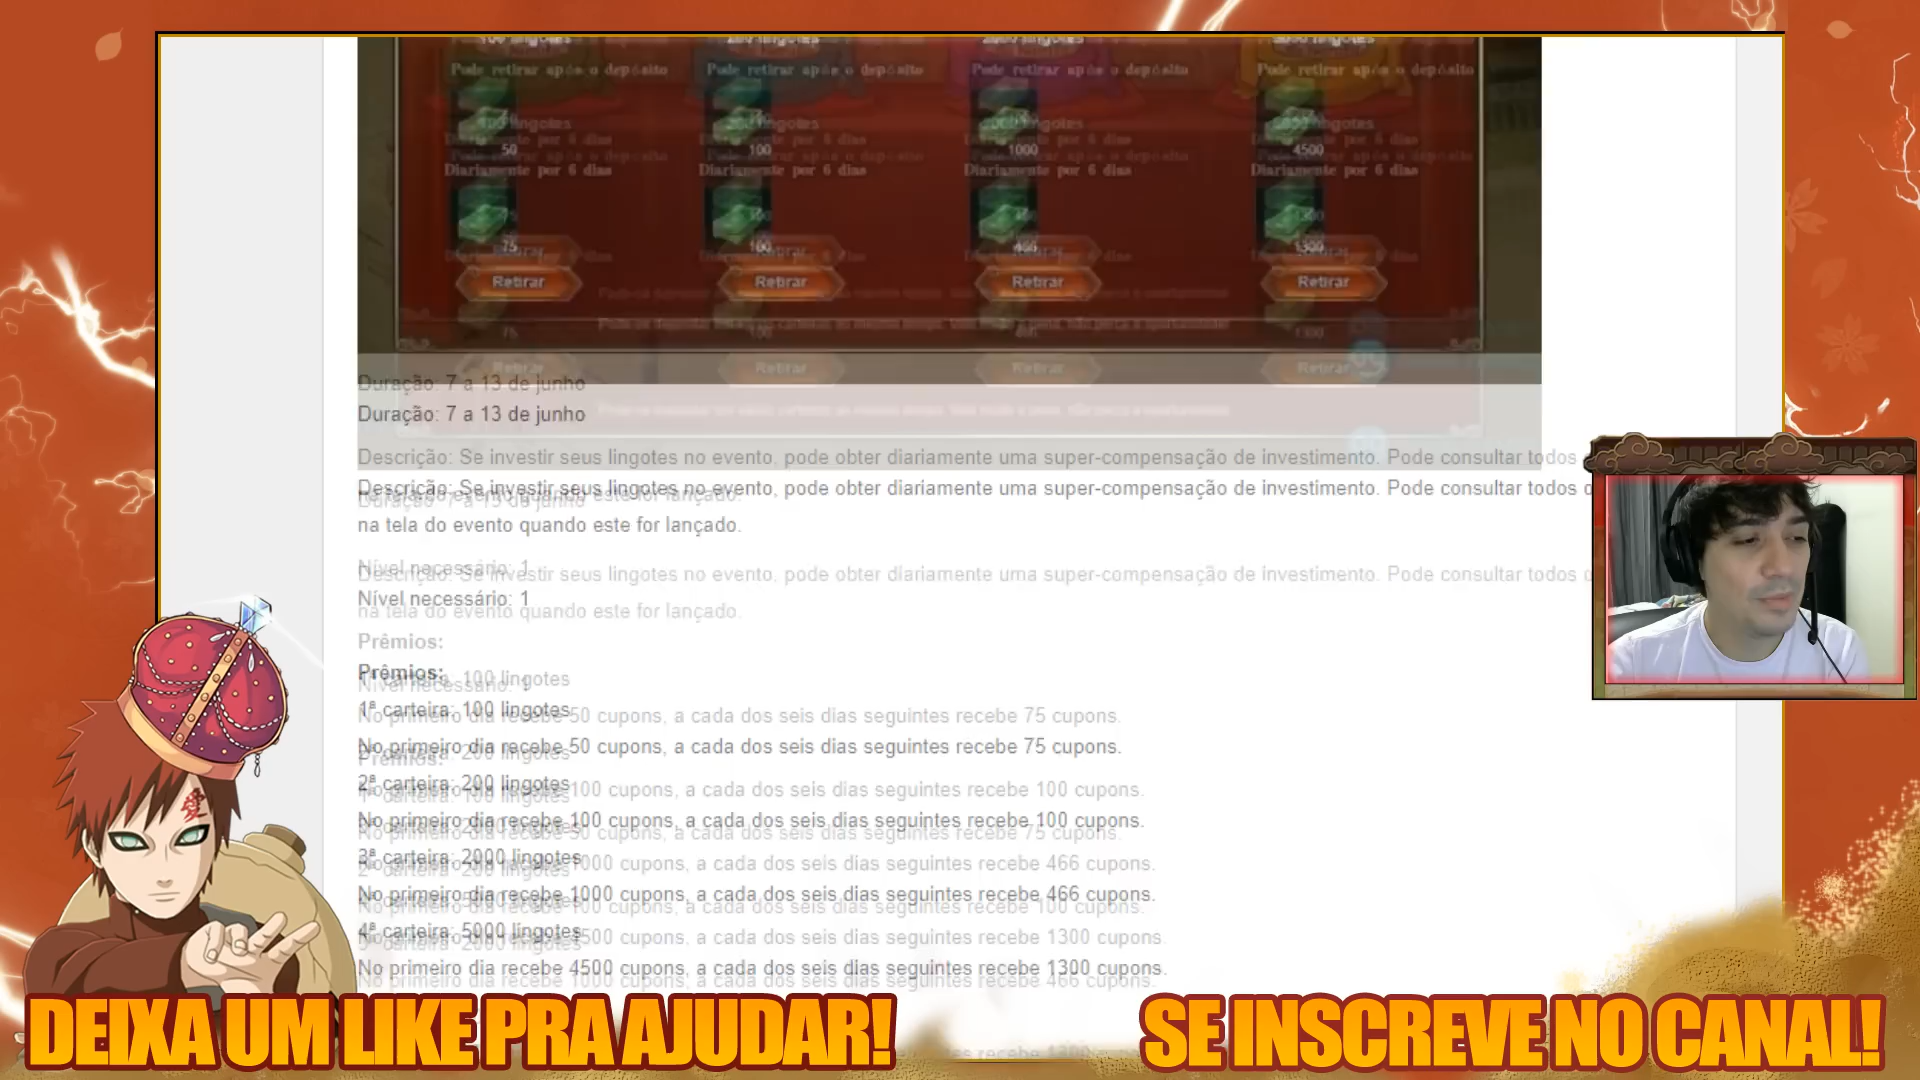 Pode retirar após o depósito Pode retirar após o depósito Pode retirar após o depósito Pode retirar após o depósito
50 100 1000 4500
Diariamente por 6 dias Diariamente por 6 dias Diariamente por 6 dias Diariamente por 6 dias
75 100 466 1300
Retirar Retirar Retirar Retirar
Duração: 7 a 13 de junho
Descrição: Se investir seus lingotes no evento, pode obter diariamente uma super-compensação de investimento. Pode consultar todos
na tela do evento quando este for lançado.
Nível necessário: 1
Prêmios:
1ª carteira: 100 lingotes
No primeiro dia recebe 50 cupons, a cada dos seis dias seguintes recebe 75 cupons.
2ª carteira: 200 lingotes
No primeiro dia recebe 100 cupons, a cada dos seis dias seguintes recebe 100 cupons.
3ª carteira: 2000 lingotes
No primeiro dia recebe 1000 cupons, a cada dos seis dias seguintes recebe 466 cupons.
4ª carteira: 5000 lingotes
No primeiro dia recebe 4500 cupons, a cada dos seis dias seguintes recebe 1300 cupons.
愛
DEIXA UM LIKE PRA AJUDAR!
SE INSCREVE NO CANAL!